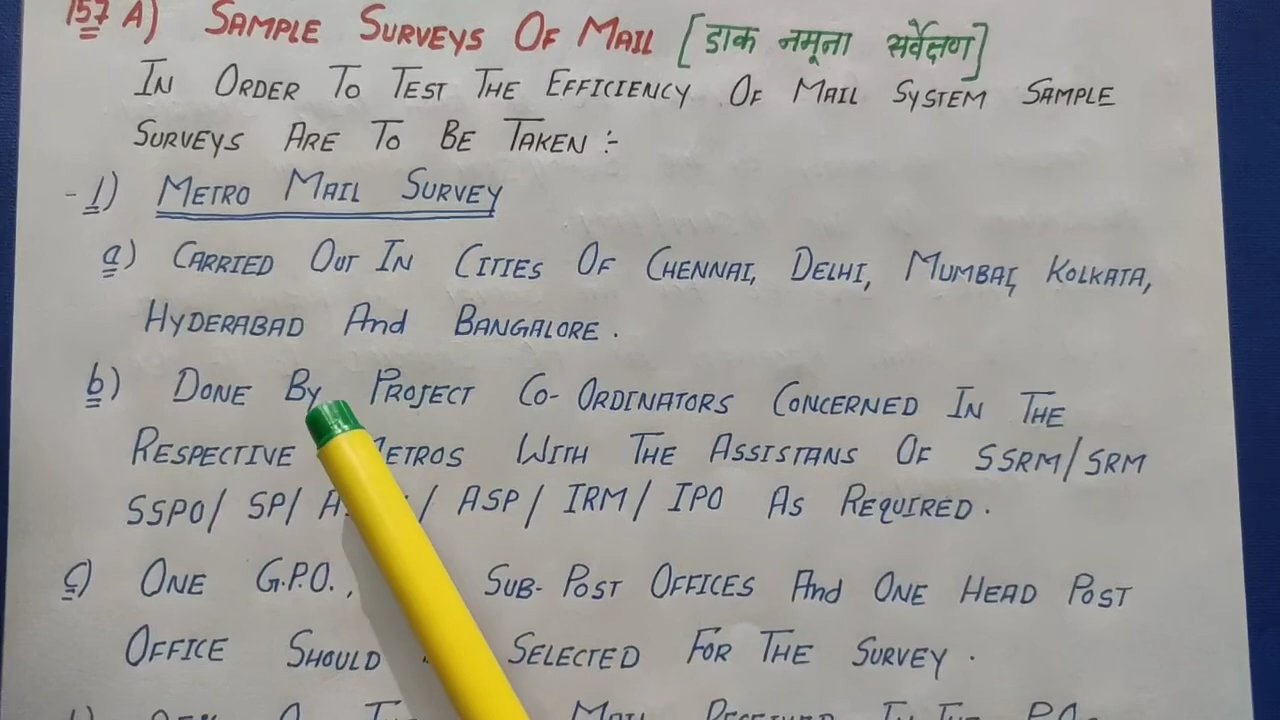 157 A) SAMPLE SURVEYS OF MAIL [डाक नमूना सर्वेक्षण]
IN ORDER TO TEST THE EFFICIENCY OF MAIL SYSTEM SAMPLE
SURVEYS ARE TO BE TAKEN :-
- 1) METRO MAIL SURVEY
a) CARRIED OUT IN CITIES OF CHENNAI, DELHI, MUMBAI, KOLKATA,
HYDERABAD And BANGALORE .
b) DONE By PROJECT CO-ORDINATORS CONCERNED IN THE
RESPECTIVE METROS WITH THE ASSISTANS OF SSRM/SRM
SSPO/ SP/ / ASP/ IRM/ IPO AS REQUIRED .
c) ONE G.P.O., SUB-POST OFFICES And ONE HEAD POST
OFFICE SHOULD SELECTED FOR THE SURVEY .
MAIL RECEIVED IN THE